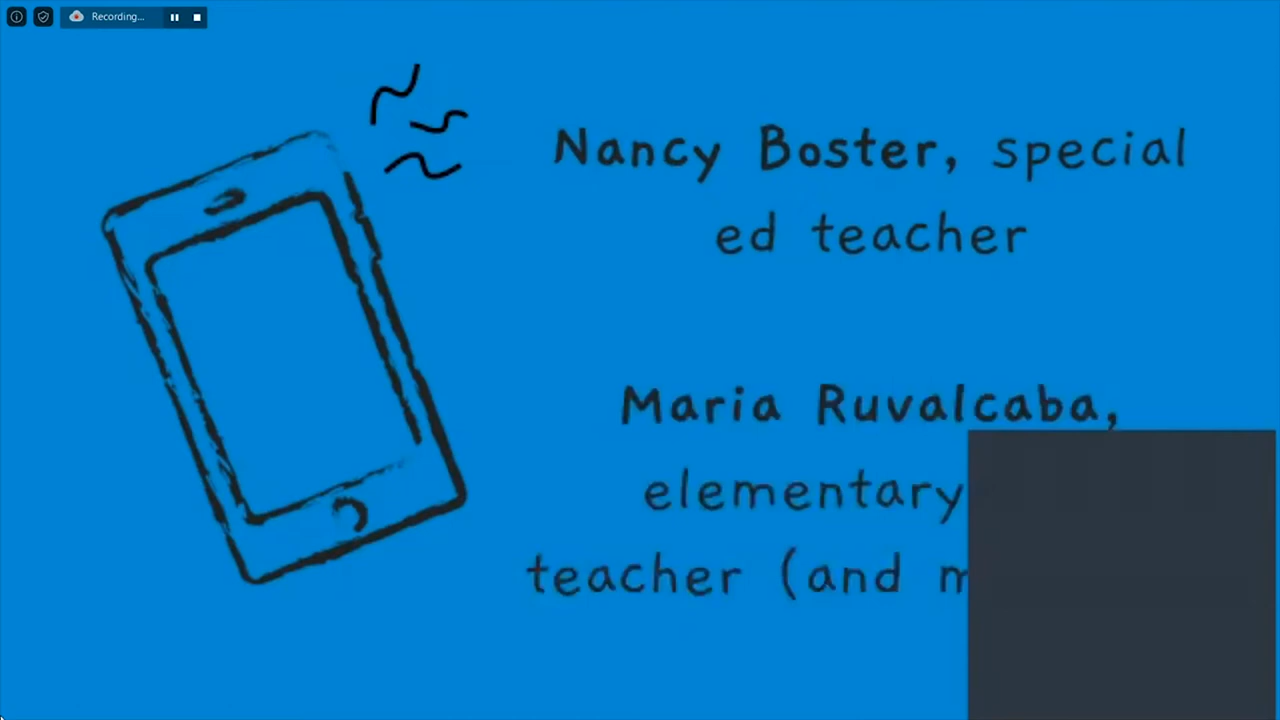 Recording...
Nancy Boster, special
ed teacher
Maria Ruvalcaba,
elementary
teacher (and